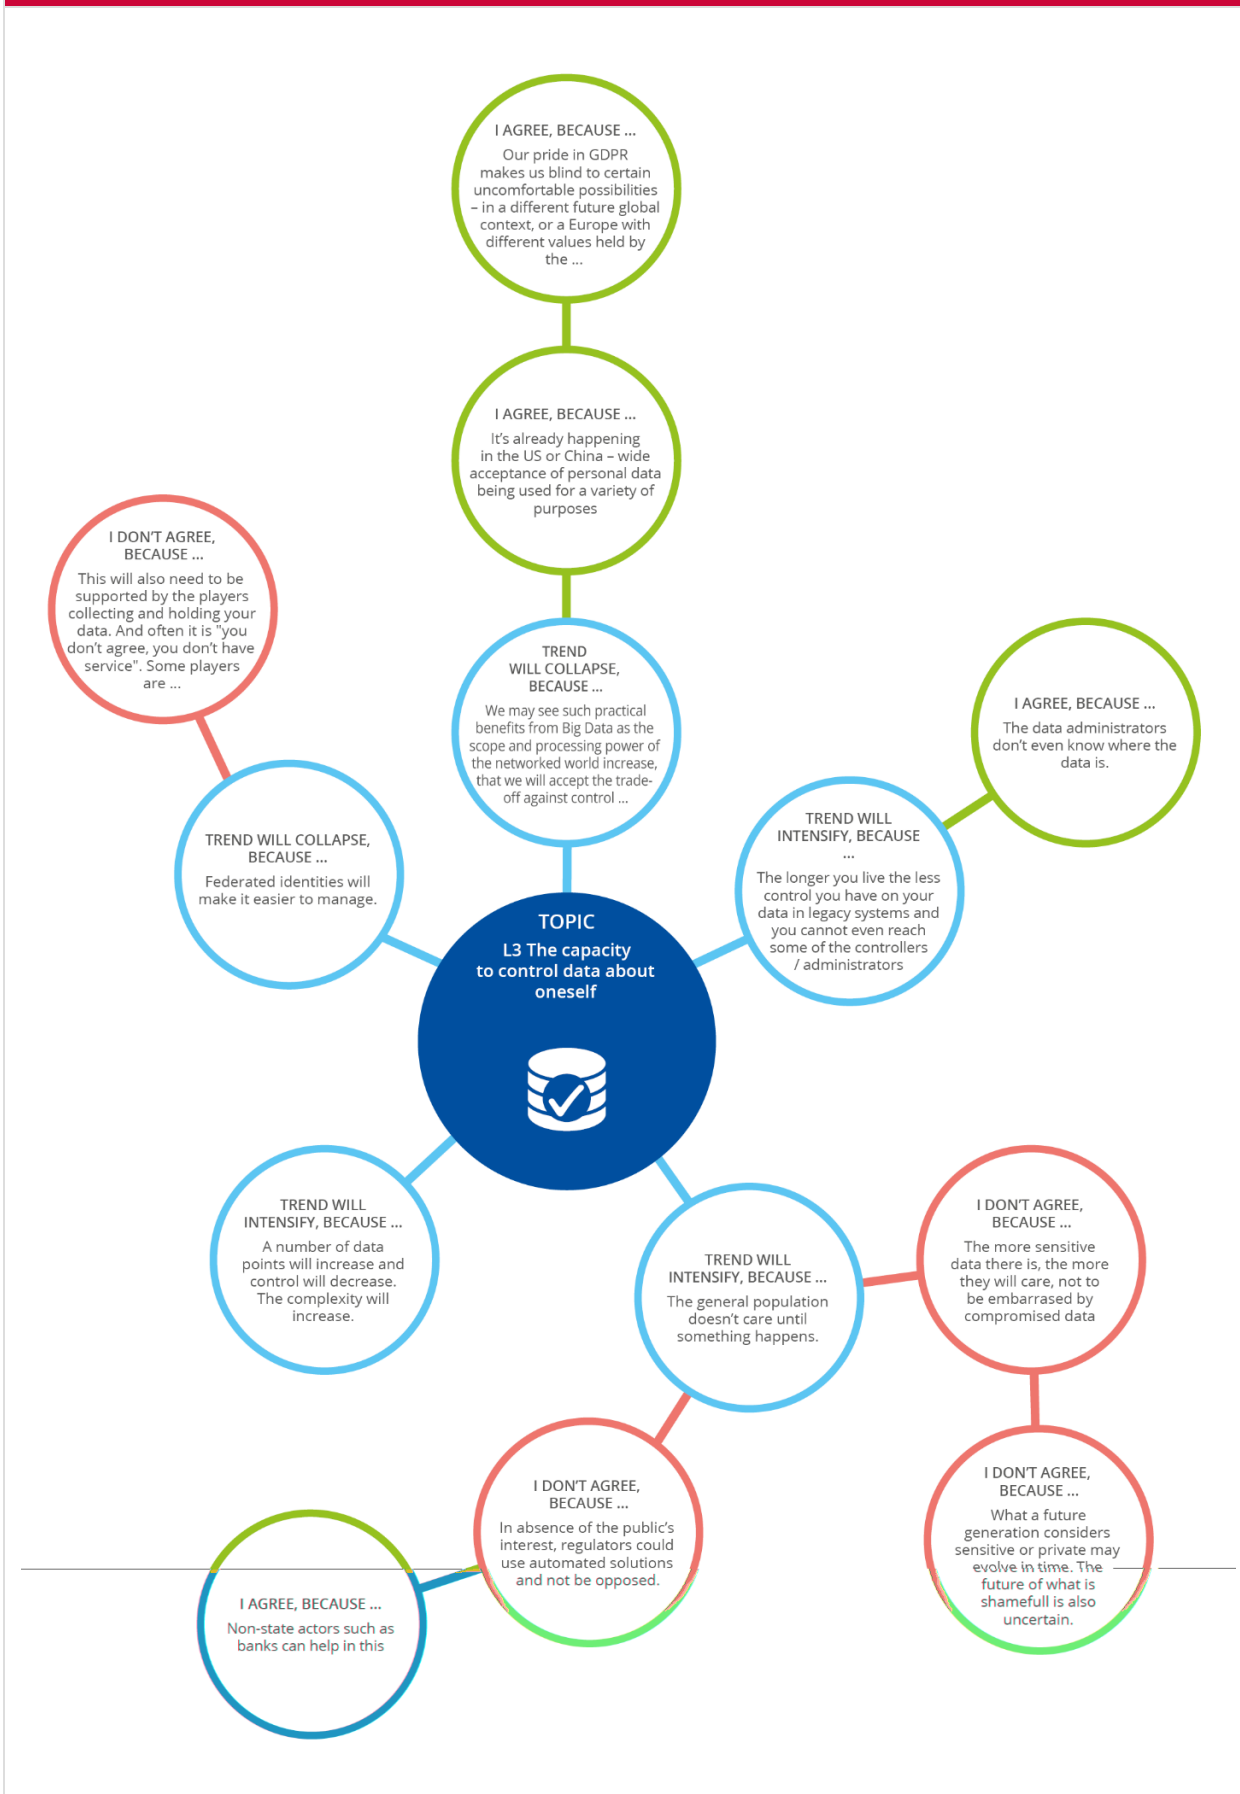 I AGREE, BECAUSE ...
Our pride in GDPR
makes us blind to certain
uncomfortable possibilities
– in a different future global
context, or a Europe with
different values held by
the ...
I AGREE, BECAUSE ...
It's already happening
in the US or China – wide
acceptance of personal data
being used for a variety of
purposes
I DON'T AGREE,
BECAUSE ...
This will also need to be
supported by the players
collecting and holding your
data. And often it is "you
don't agree, you don't have
service". Some players
are ...
TREND
WILL COLLAPSE,
BECAUSE ...
We may see such practical
benefits from Big Data as the
scope and processing power of
the networked world increase,
that we will accept the trade-
off against control ...
I AGREE, BECAUSE ...
The data administrators
don't even know where the
data is.
TREND WILL COLLAPSE,
BECAUSE ...
Federated identities will
make it easier to manage.
TREND WILL
INTENSIFY, BECAUSE
...
The longer you live the less
control you have on your
data in legacy systems and
you cannot even reach
some of the controllers
/ administrators
TOPIC
L3 The capacity
to control data about
oneself
TREND WILL
INTENSIFY, BECAUSE ...
A number of data
points will increase and
control will decrease.
The complexity will
increase.
TREND WILL
INTENSIFY, BECAUSE ...
The general population
doesn't care until
something happens.
I DON'T AGREE,
BECAUSE ...
The more sensitive
data there is, the more
they will care, not to
be embarrased by
compromised data
I DON'T AGREE,
BECAUSE ...
In absence of the public's
interest, regulators could
use automated solutions
and not be opposed.
I DON'T AGREE,
BECAUSE ...
What a future
generation considers
sensitive or private may
evolve in time. The
future of what is
shamefull is also
uncertain.
I AGREE, BECAUSE ...
Non-state actors such as
banks can help in this